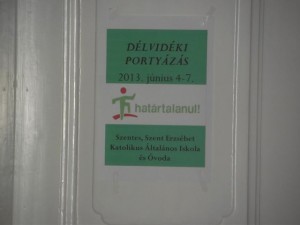 DÉLVIDÉKI
PORTYÁZÁS
2013. június 4-7.
határtalanul!
Szentes, Szent Erzsébet
Katolikus Általános Iskola
és Óvoda